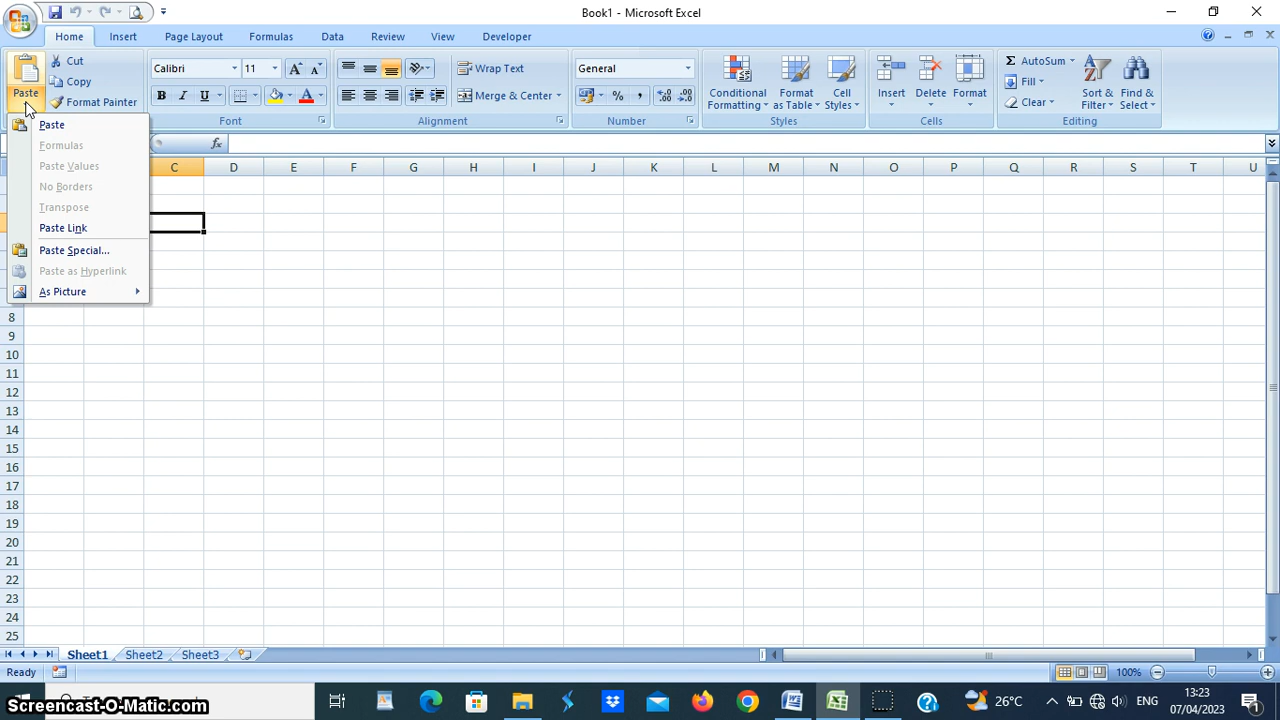 Book1 - Microsoft Excel
Home Insert Page Layout Formulas Data Review View Developer
Paste
Cut
Copy
Format Painter
Calibri 11
B I U A
Font
Wrap Text
Merge & Center
Alignment
General
% ,
Number
Conditional Formatting
Format as Table
Cell Styles
Styles
Insert Delete Format
Cells
Σ AutoSum
Fill
Clear
Sort & Filter
Find & Select
Editing
fx
Paste
Formulas
Paste Values
No Borders
Transpose
Paste Link
Paste Special...
Paste as Hyperlink
As Picture
C D E F G H I J K L M N O P Q R S T U
8
9
10
11
12
13
14
15
16
17
18
19
20
21
22
23
24
25
Sheet1 Sheet2 Sheet3
Ready
100%
Screencast-O-Matic.com
26°C
ENG
13:23
07/04/2023
1